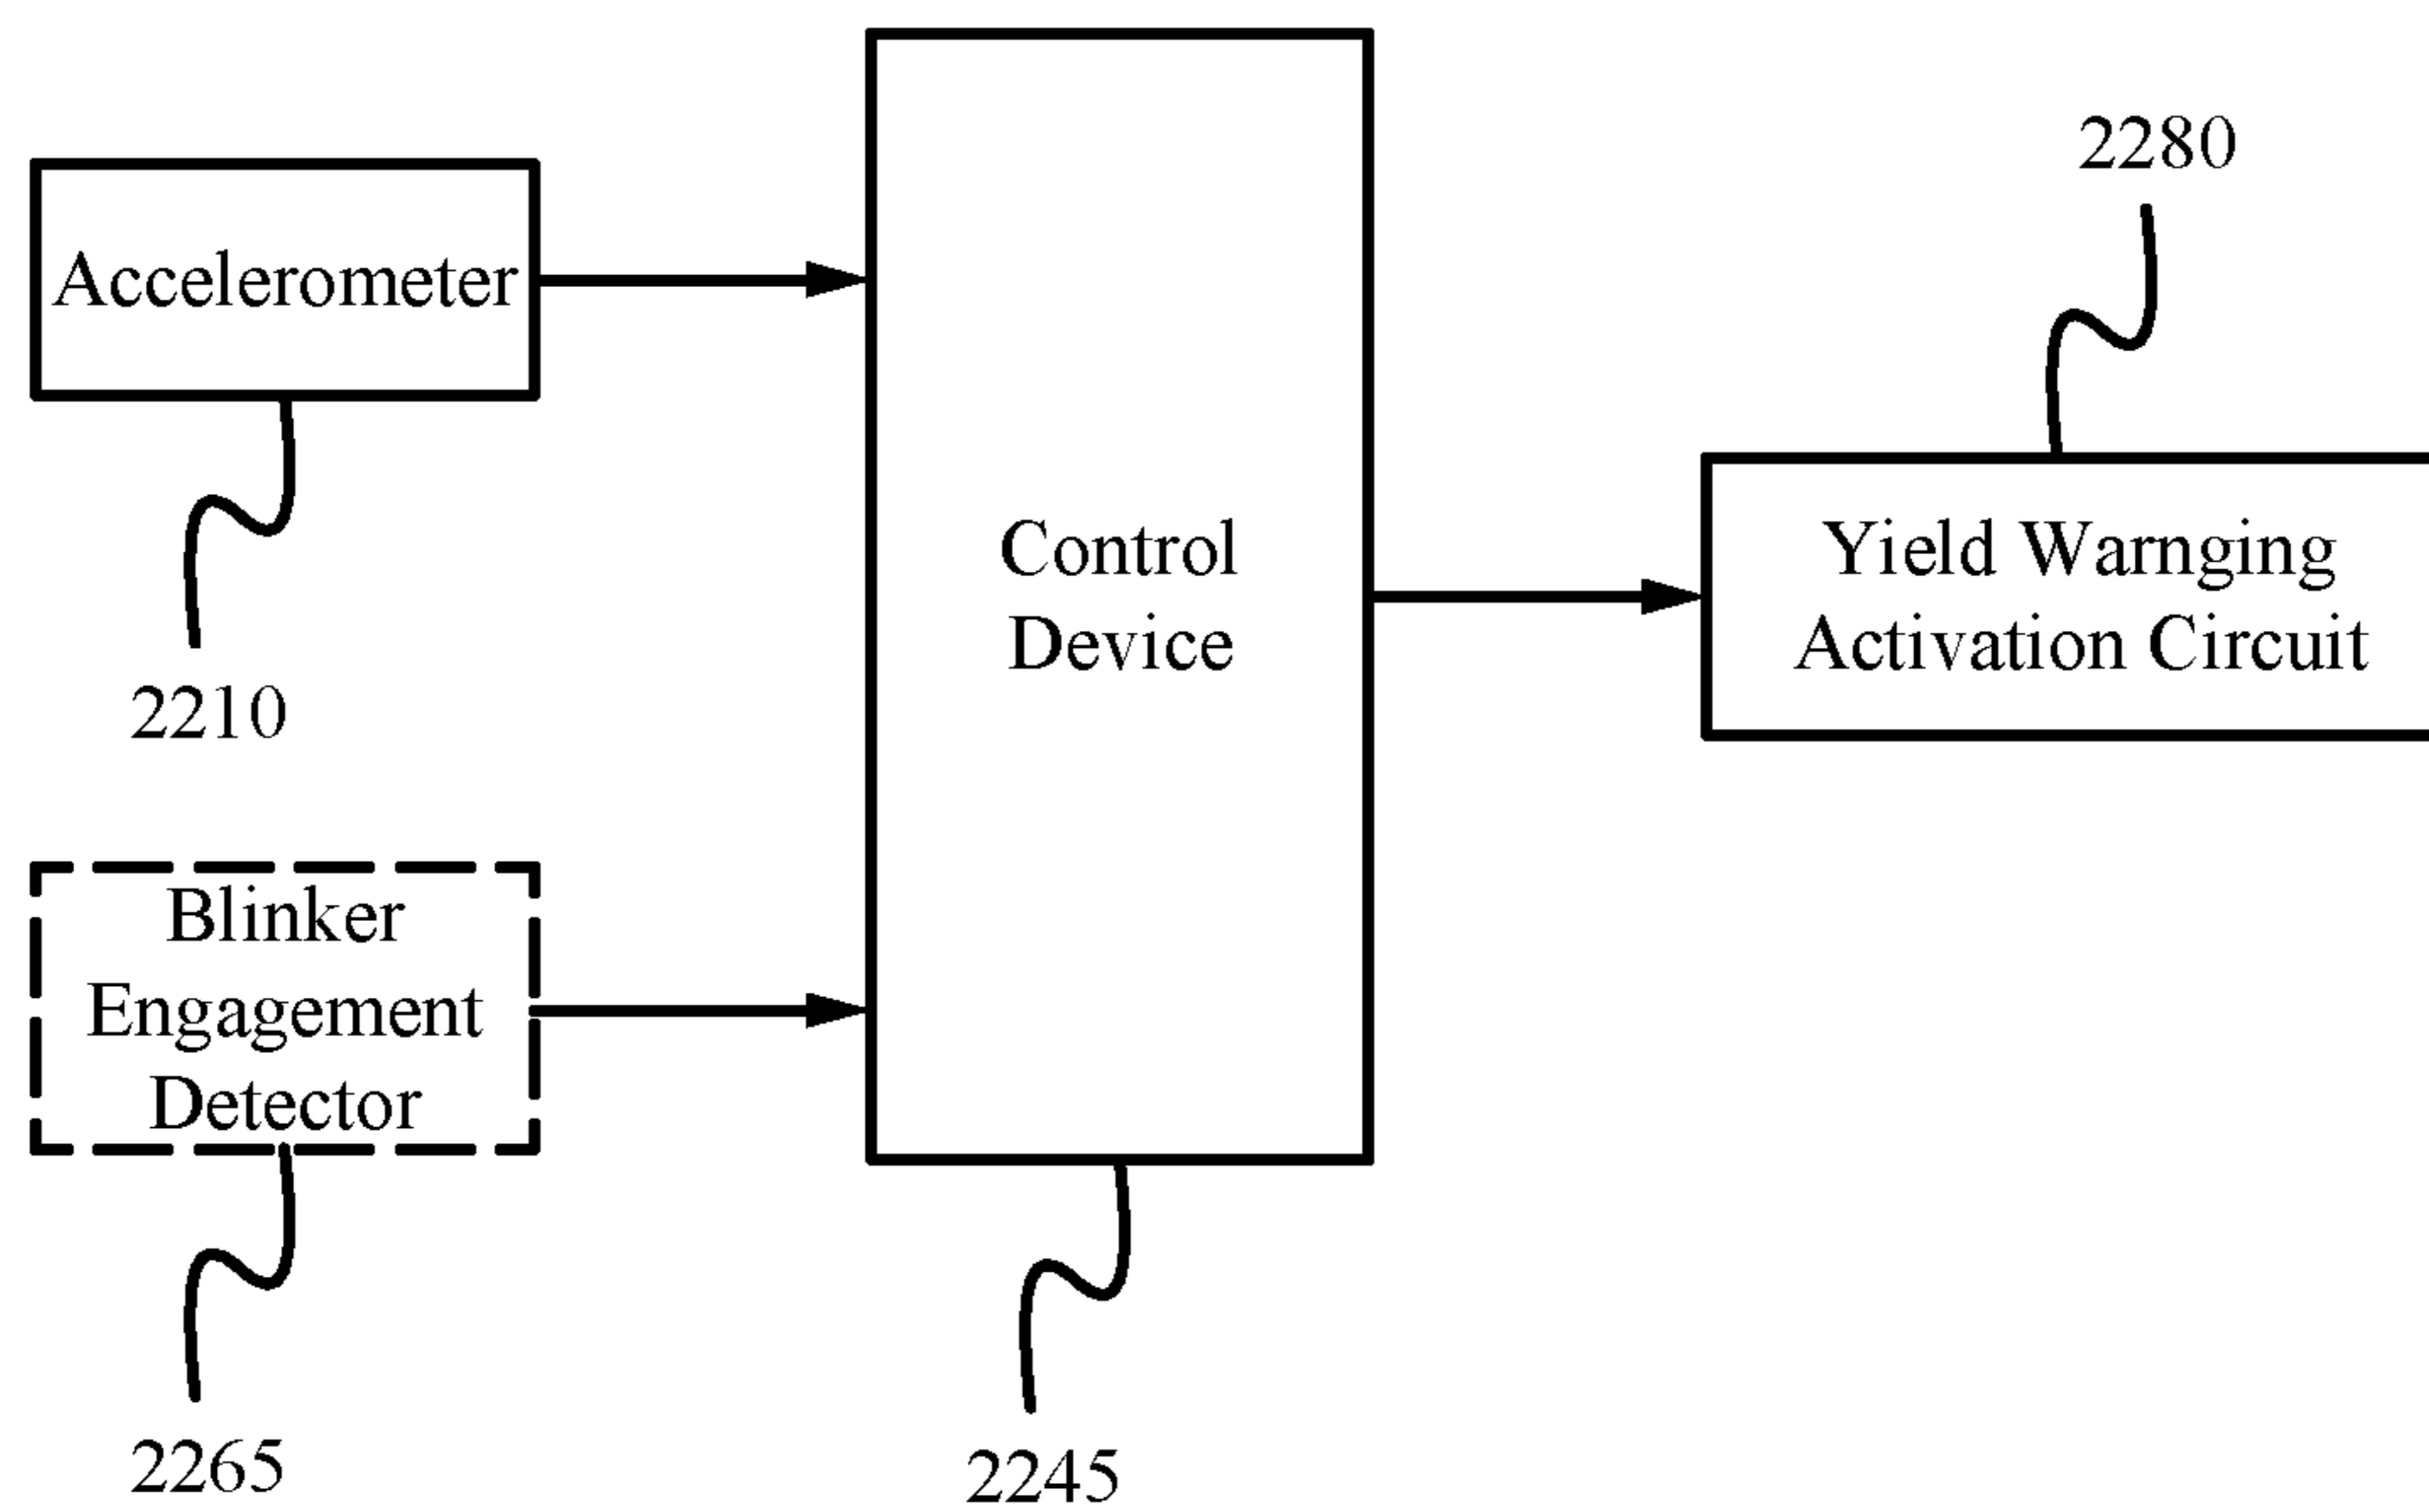 Accelerometer
2210
Blinker
Engagement
Detector
2265
Control
Device
2245
2280
Yield Warnging
Activation Circuit